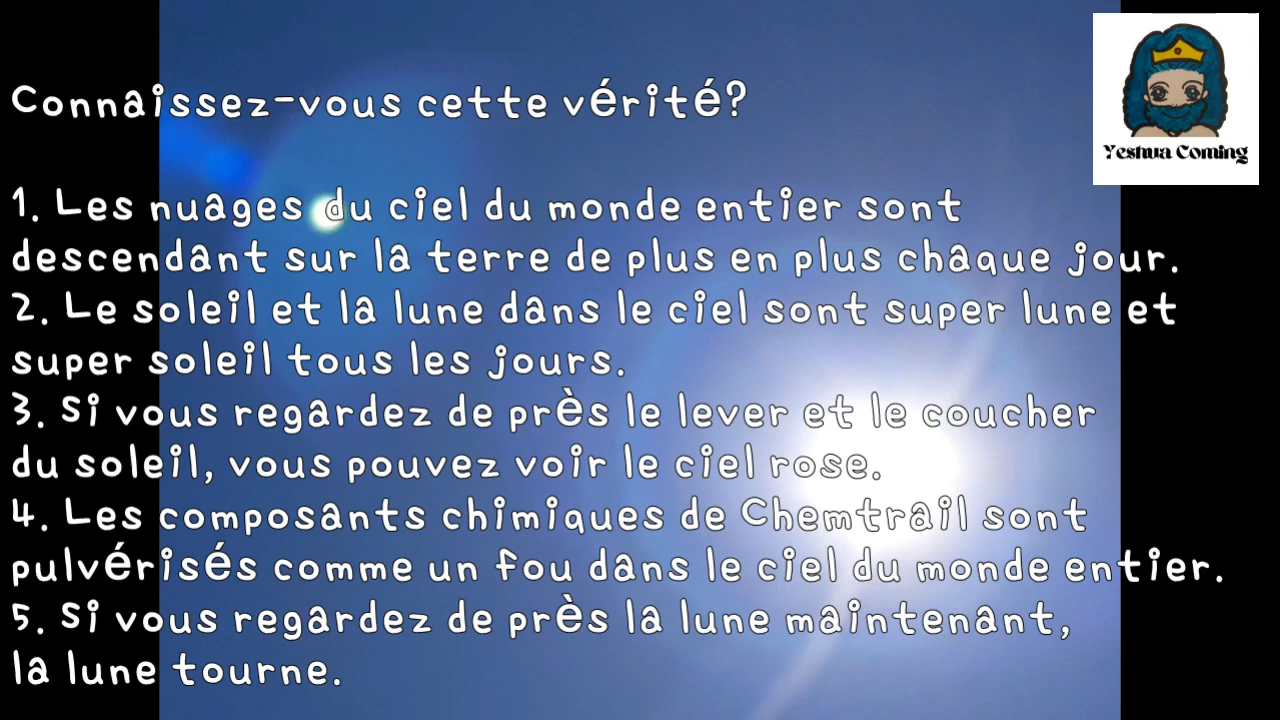 Yeshua Coming
Connaissez-vous cette vérité?
1. Les nuages du ciel du monde entier sont
descendant sur la terre de plus en plus chaque jour.
2. Le soleil et la lune dans le ciel sont super lune et
super soleil tous les jours.
3. Si vous regardez de près le lever et le coucher
du soleil, vous pouvez voir le ciel rose.
4. Les composants chimiques de Chemtrail sont
pulvérisés comme un fou dans le ciel du monde entier.
5. Si vous regardez de près la lune maintenant,
la lune tourne.